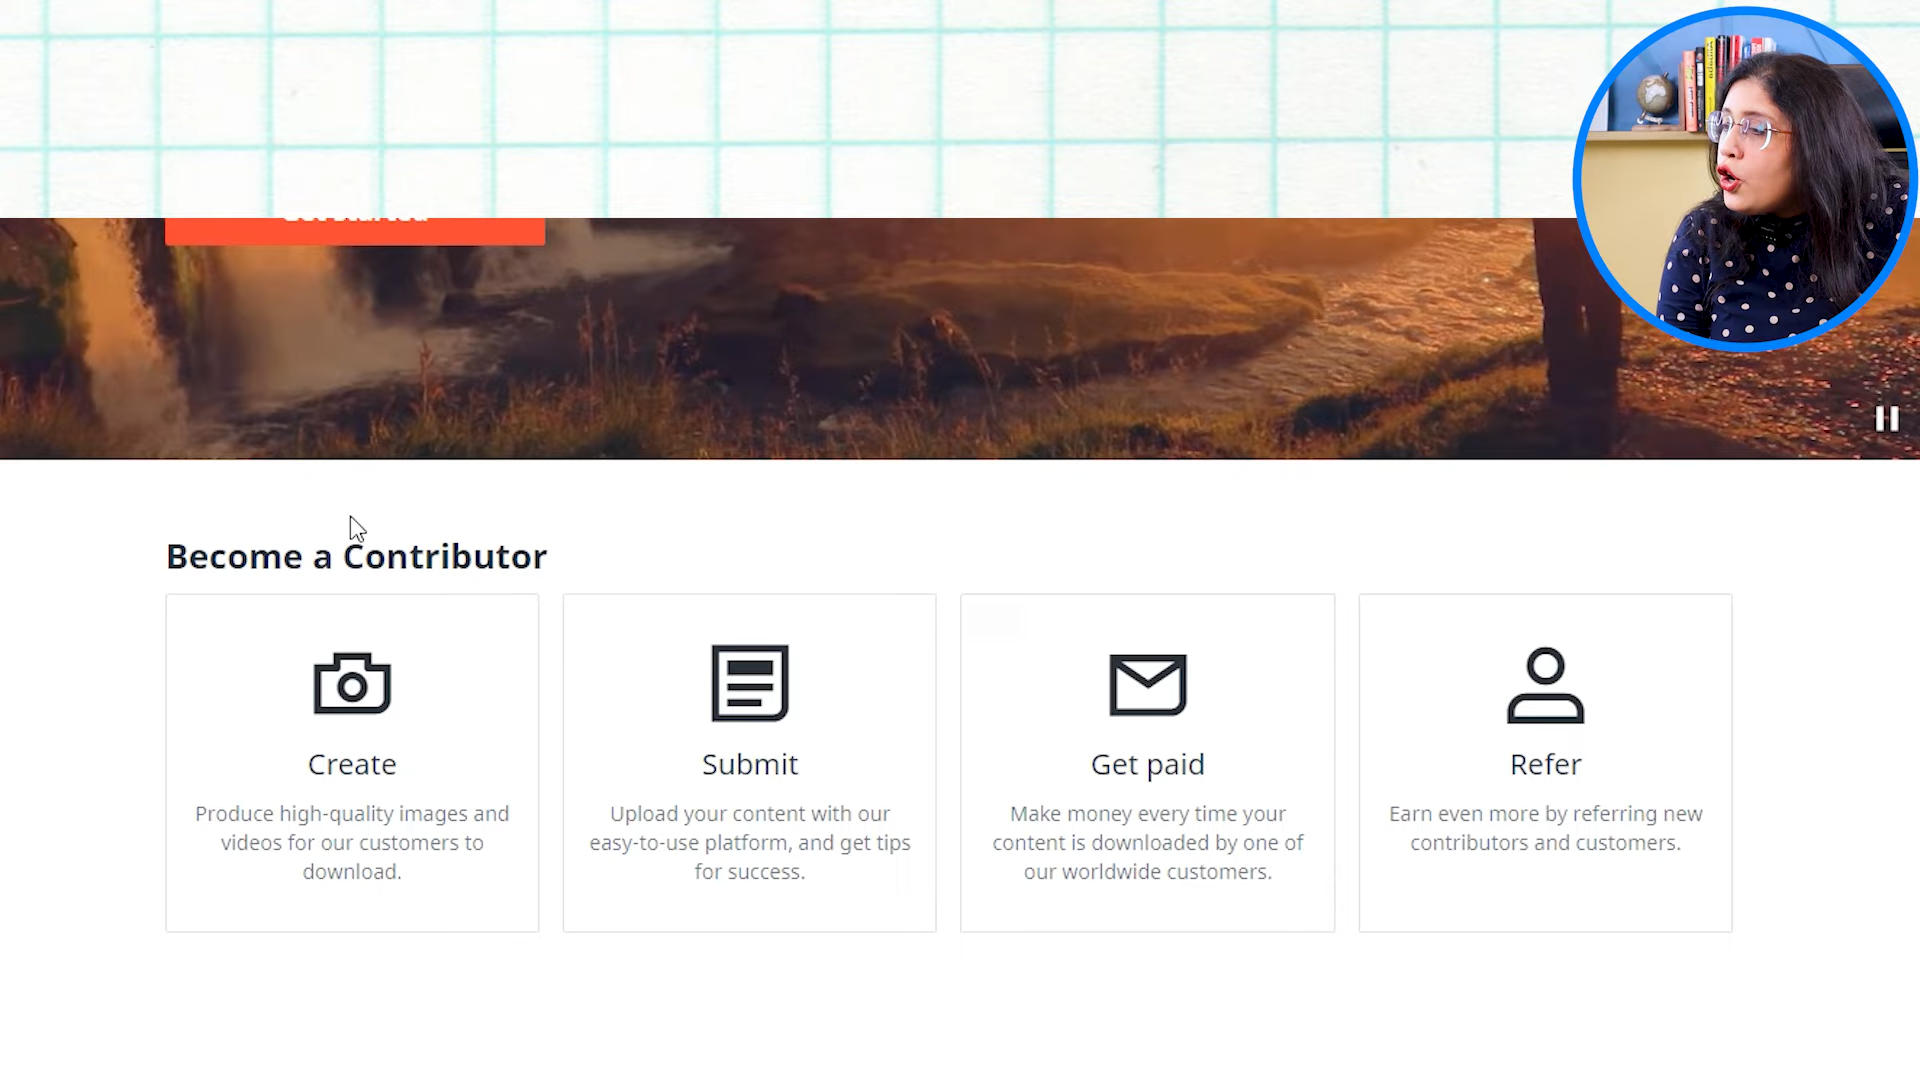 Become a Contributor
Create
Produce high-quality images and
videos for our customers to
download.
Submit
Upload your content with our
easy-to-use platform, and get tips
for success.
Get paid
Make money every time your
content is downloaded by one of
our worldwide customers.
Refer
Earn even more by referring new
contributors and customers.